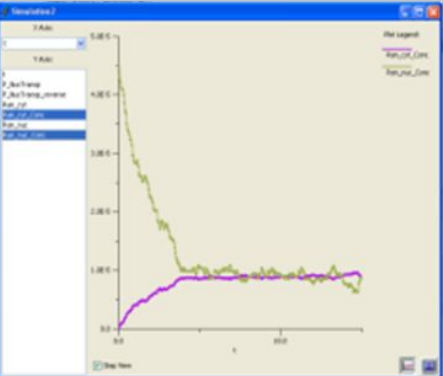 Simulation2
X Axis:
t
Plot Legend:
Ran_cyt_Conc
Ran_nuc_Conc
Y Axis:
t
P_NucTransp
P_NucTransp_reverse
Ran_cyt
Ran_cyt_Conc
Ran_nuc
Ran_nuc_Conc
5.0E-5
4.0E-5
3.0E-5
2.0E-5
1.0E-5
0.0
0.0
t
Step View